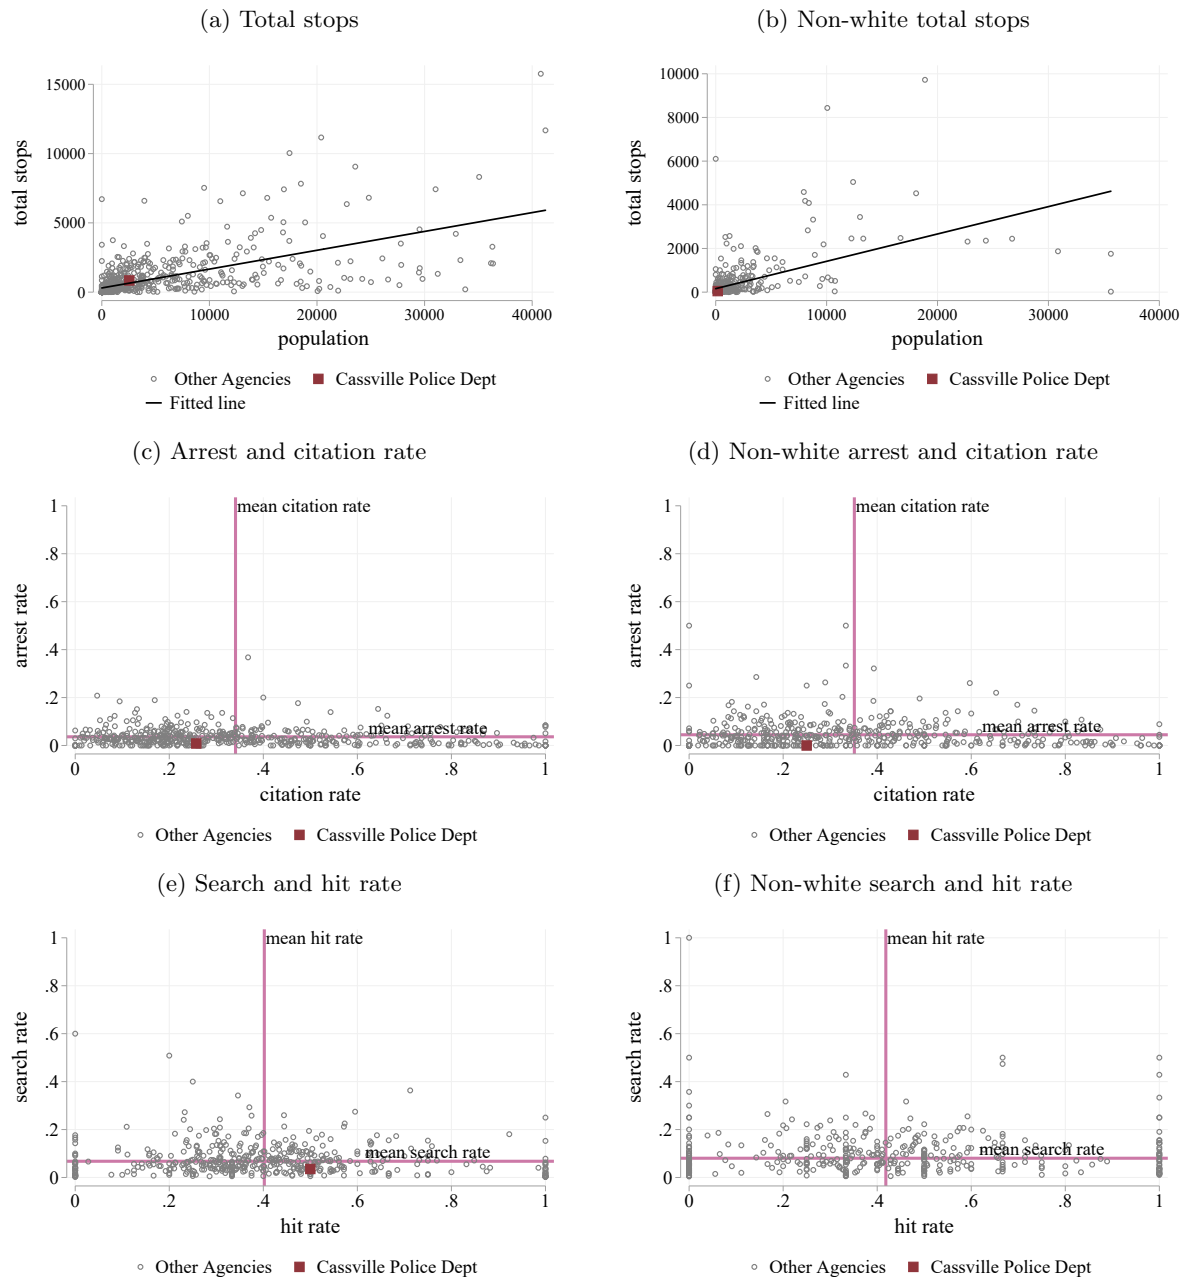 (a) Total stops
(b) Non-white total stops
total stops
15000
10000
5000
0
0 10000 20000 30000 40000
population
Other Agencies Cassville Police Dept
Fitted line
total stops
10000
8000
6000
4000
2000
0
0 10000 20000 30000 40000
population
Other Agencies Cassville Police Dept
Fitted line
(c) Arrest and citation rate
(d) Non-white arrest and citation rate
arrest rate
1
.8
.6
.4
.2
0
mean citation rate
mean arrest rate
0 .2 .4 .6 .8 1
citation rate
Other Agencies Cassville Police Dept
arrest rate
1
.8
.6
.4
.2
0
mean citation rate
mean arrest rate
0 .2 .4 .6 .8 1
citation rate
Other Agencies Cassville Police Dept
(e) Search and hit rate
(f) Non-white search and hit rate
search rate
1
.8
.6
.4
.2
0
mean hit rate
mean search rate
0 .2 .4 .6 .8 1
hit rate
Other Agencies Cassville Police Dept
search rate
1
.8
.6
.4
.2
0
mean hit rate
mean search rate
0 .2 .4 .6 .8 1
hit rate
Other Agencies Cassville Police Dept